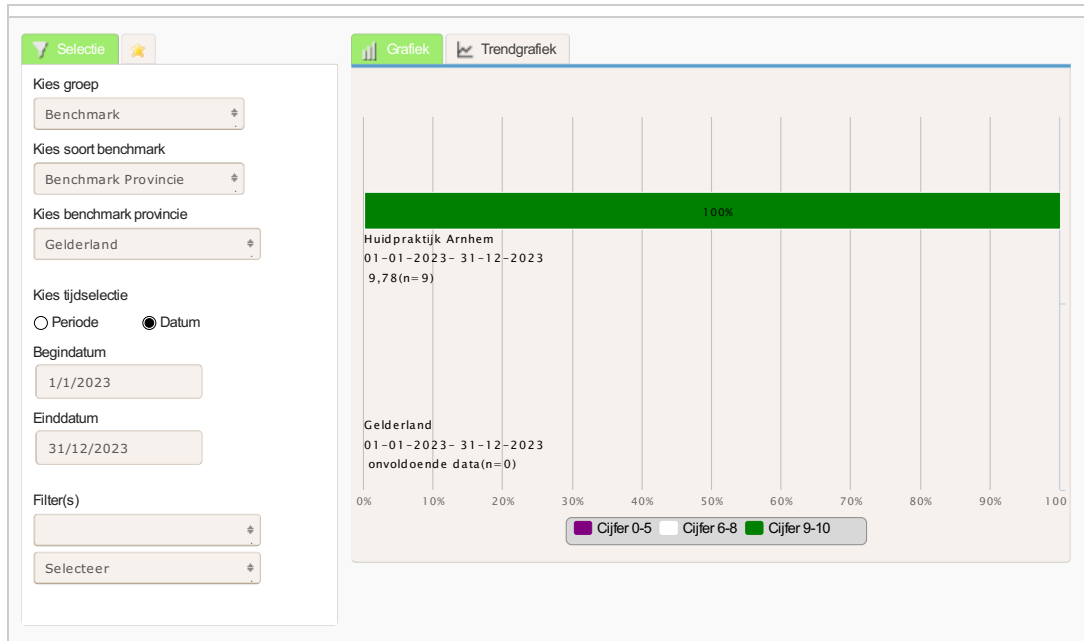 Selectie
Kies groep
Benchmark
Kies soort benchmark
Benchmark Provincie
Kies benchmark provincie
Gelderland
Kies tijdselectie
Periode Datum
Begindatum
1/1/2023
Einddatum
31/12/2023
Filter(s)
Selecteer
Grafiek Trendgrafiek
100%
Huidpraktijk Arnhem
01-01-2023- 31-12-2023
9,78(n=9)
Gelderland
01-01-2023- 31-12-2023
onvoldoende data(n=0)
0% 10% 20% 30% 40% 50% 60% 70% 80% 90% 100
Cijfer 0-5 Cijfer 6-8 Cijfer 9-10